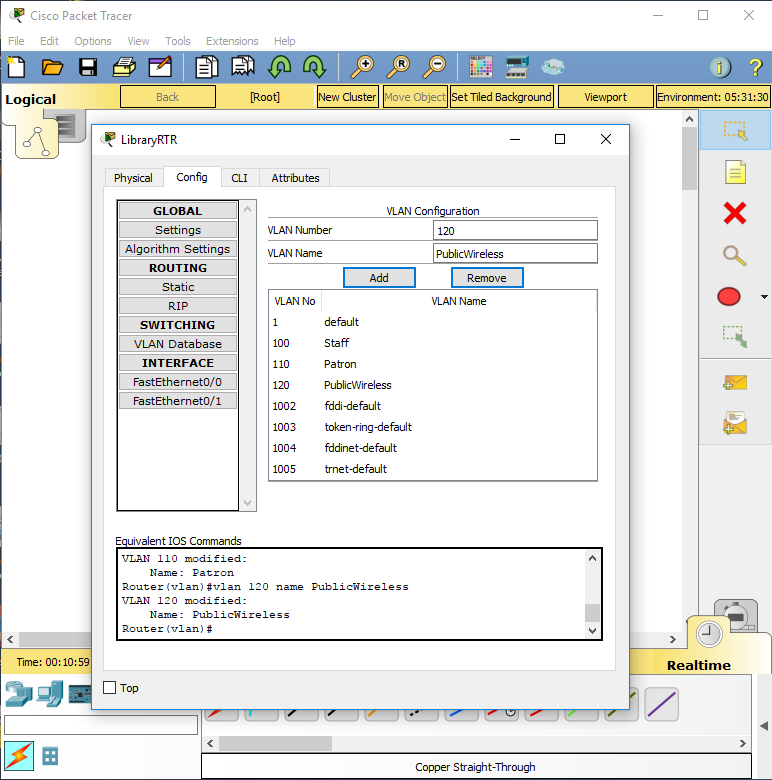 Cisco Packet Tracer
File Edit Options View Tools Extensions Help
Logical Back [Root] New Cluster Move Object Set Tiled Background Viewport Environment: 05:31:30
LibraryRTR
Physical Config CLI Attributes
GLOBAL
Settings
Algorithm Settings
ROUTING
Static
RIP
SWITCHING
VLAN Database
INTERFACE
FastEthernet0/0
FastEthernet0/1
VLAN Configuration
VLAN Number 120
VLAN Name PublicWireless
Add Remove
VLAN No VLAN Name
1 default
100 Staff
110 Patron
120 PublicWireless
1002 fddi-default
1003 token-ring-default
1004 fddinet-default
1005 trnet-default
Equivalent IOS Commands
VLAN 110 modified:
Name: Patron
Router(vlan)#vlan 120 name PublicWireless
VLAN 120 modified:
Name: PublicWireless
Router(vlan)#
Top
Time: 00:10:59
Realtime
Copper Straight-Through